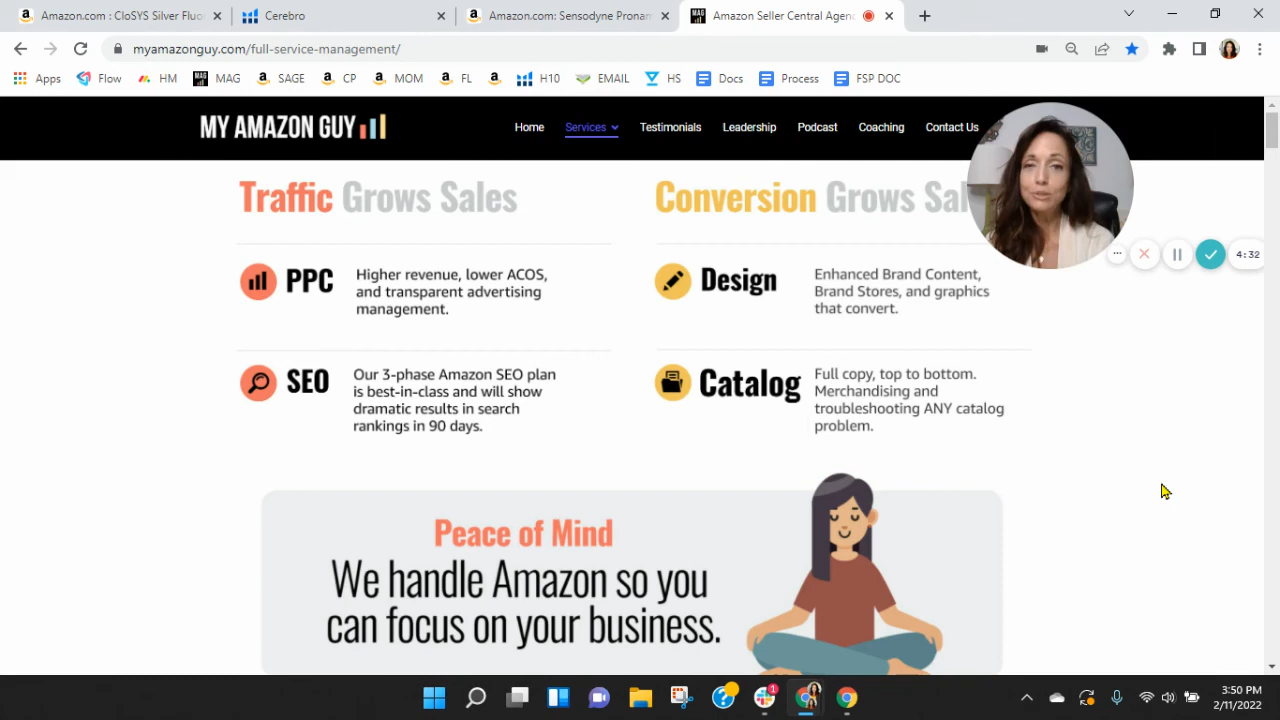 Amazon.com: CloSYS Silver Fluo
Cerebro
Amazon.com: Sensodyne Pronam
Amazon Seller Central Agenc
myamazonguy.com/full-service-management/
Apps
Flow
HM
MAG
SAGE
CP
MOM
FL
H10
EMAIL
HS
Docs
Process
FSP DOC
MY AMAZON GUY
Home
Services
Testimonials
Leadership
Podcast
Coaching
Contact Us
Traffic Grows Sales
Conversion Grows Sal
PPC
Higher revenue, lower ACOS,
and transparent advertising
management.
Design
Enhanced Brand Content,
Brand Stores, and graphics
that convert.
4:32
SEO
Our 3-phase Amazon SEO plan
is best-in-class and will show
dramatic results in search
rankings in 90 days.
Catalog
Full copy, top to bottom.
Merchandising and
troubleshooting ANY catalog
problem.
Peace of Mind
We handle Amazon so you
can focus on your business.
1
3:50 PM
2/11/2022